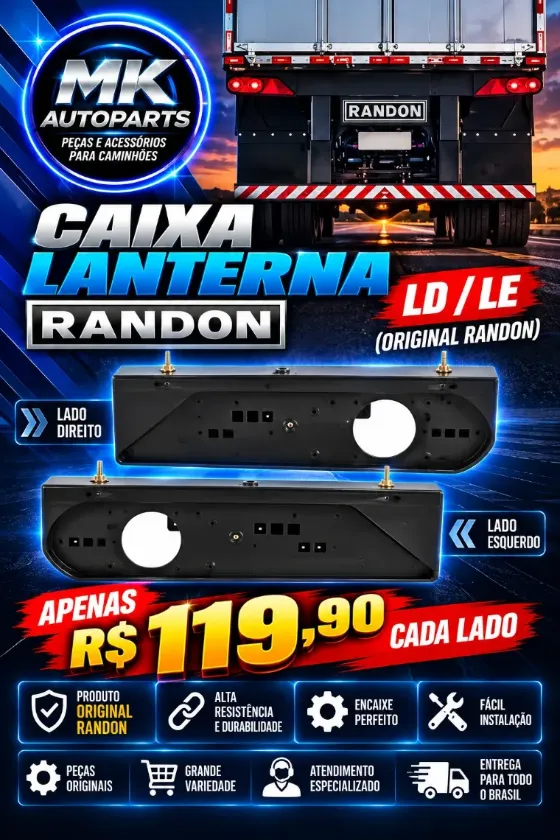 MK
AUTOPARTS
PEÇAS E ACESSÓRIOS
PARA CAMINHÕES
RANDON
CAIXA
LANTERNA
RANDON
LD / LE
(ORIGINAL RANDON)
LADO
DIREITO
LADO
ESQUERDO
APENAS
R$ 119,90
CADA LADO
PRODUTO
ORIGINAL
RANDON
ALTA
RESISTÊNCIA
E DURABILIDADE
ENCAIXE
PERFEITO
FÁCIL
INSTALAÇÃO
PEÇAS
ORIGINAIS
GRANDE
VARIEDADE
ATENDIMENTO
ESPECIALIZADO
ENTREGA
PARA TODO
O BRASIL